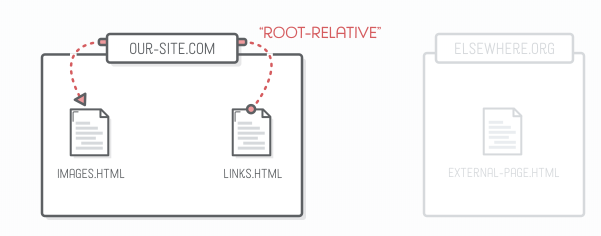 “ROOT-RELATIVE”
OUR-SITE.COM
ELSEWHERE.ORG
IMAGES.HTML
LINKS.HTML
EXTERNAL-PAGE.HTML